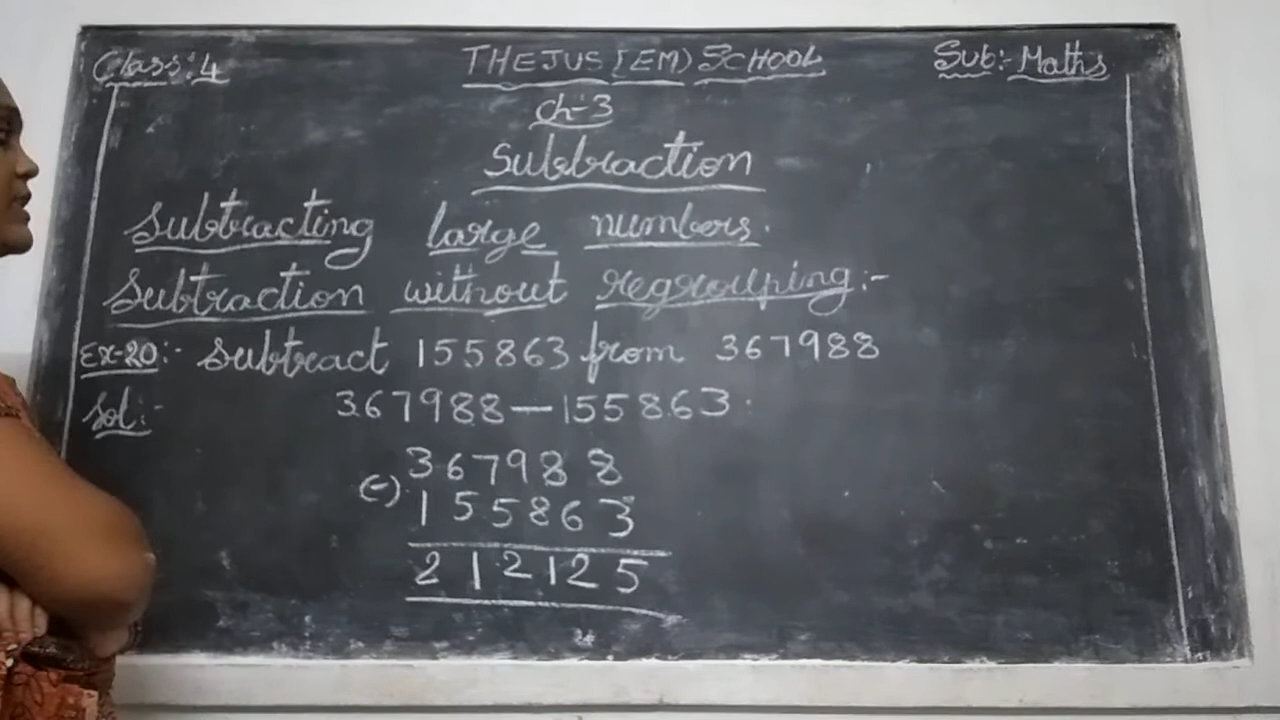 Class:4 THEJUS (EM) SCHOOL Sub:- Maths
Ch-3
Subtraction
Subtracting large numbers.
Subtraction without regrouping:-
Ex-20:- Subtract 155863 from 367988
Sol:- 367988 — 155863
367988
(-) 155863
212125